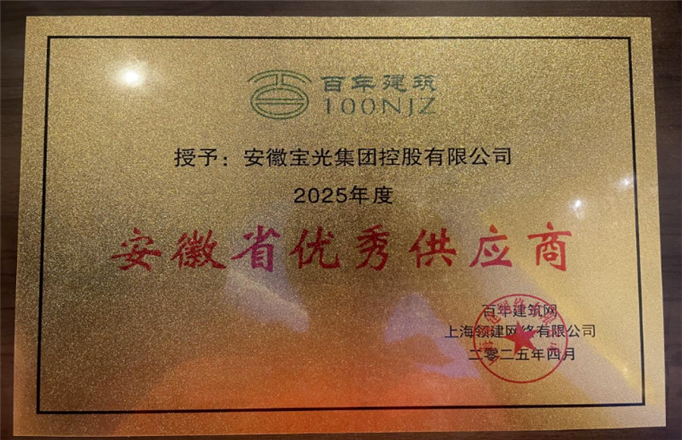 百年建筑
100NJZ
授予：安徽宝光集团控股有限公司
2025年度
安徽省优秀供应商
百年建筑网
上海领建网络有限公司
二零二五年四月